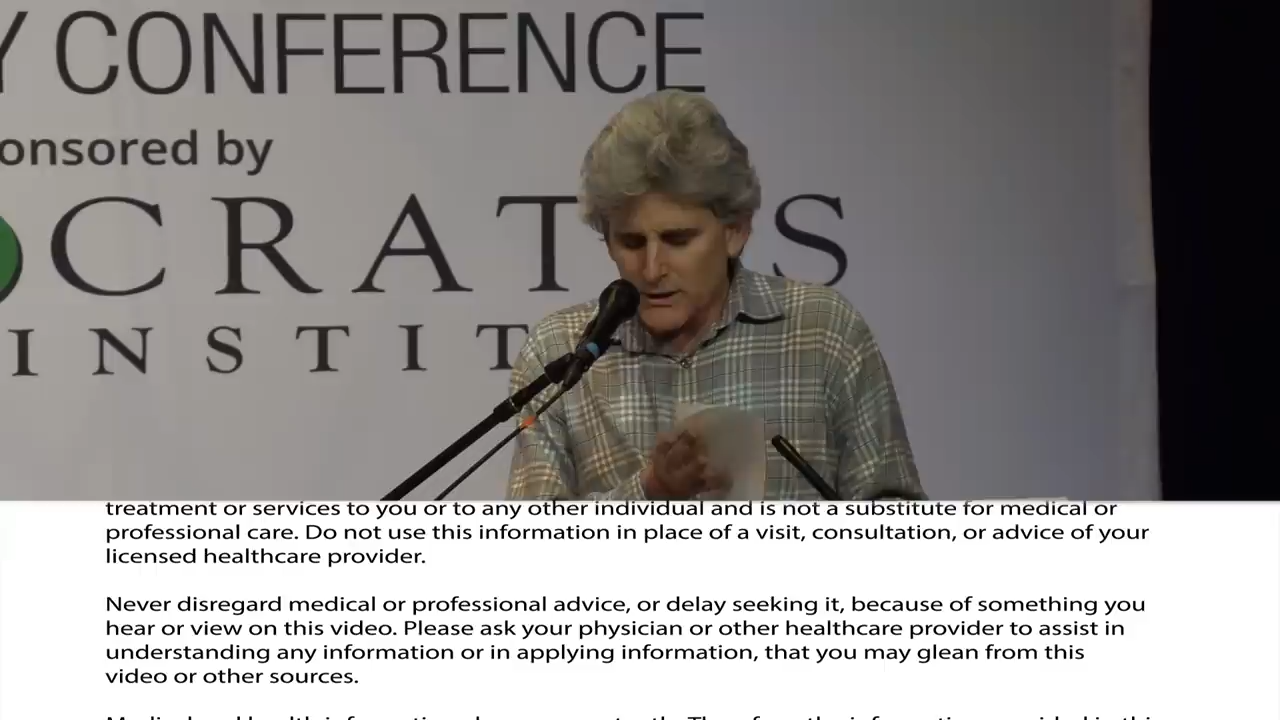 Y CONFERENCE
onsored by
OCRAT S
INSTIT
treatment or services to you or to any other individual and is not a substitute for medical or
professional care. Do not use this information in place of a visit, consultation, or advice of your
licensed healthcare provider.
Never disregard medical or professional advice, or delay seeking it, because of something you
hear or view on this video. Please ask your physician or other healthcare provider to assist in
understanding any information or in applying information, that you may glean from this
video or other sources.